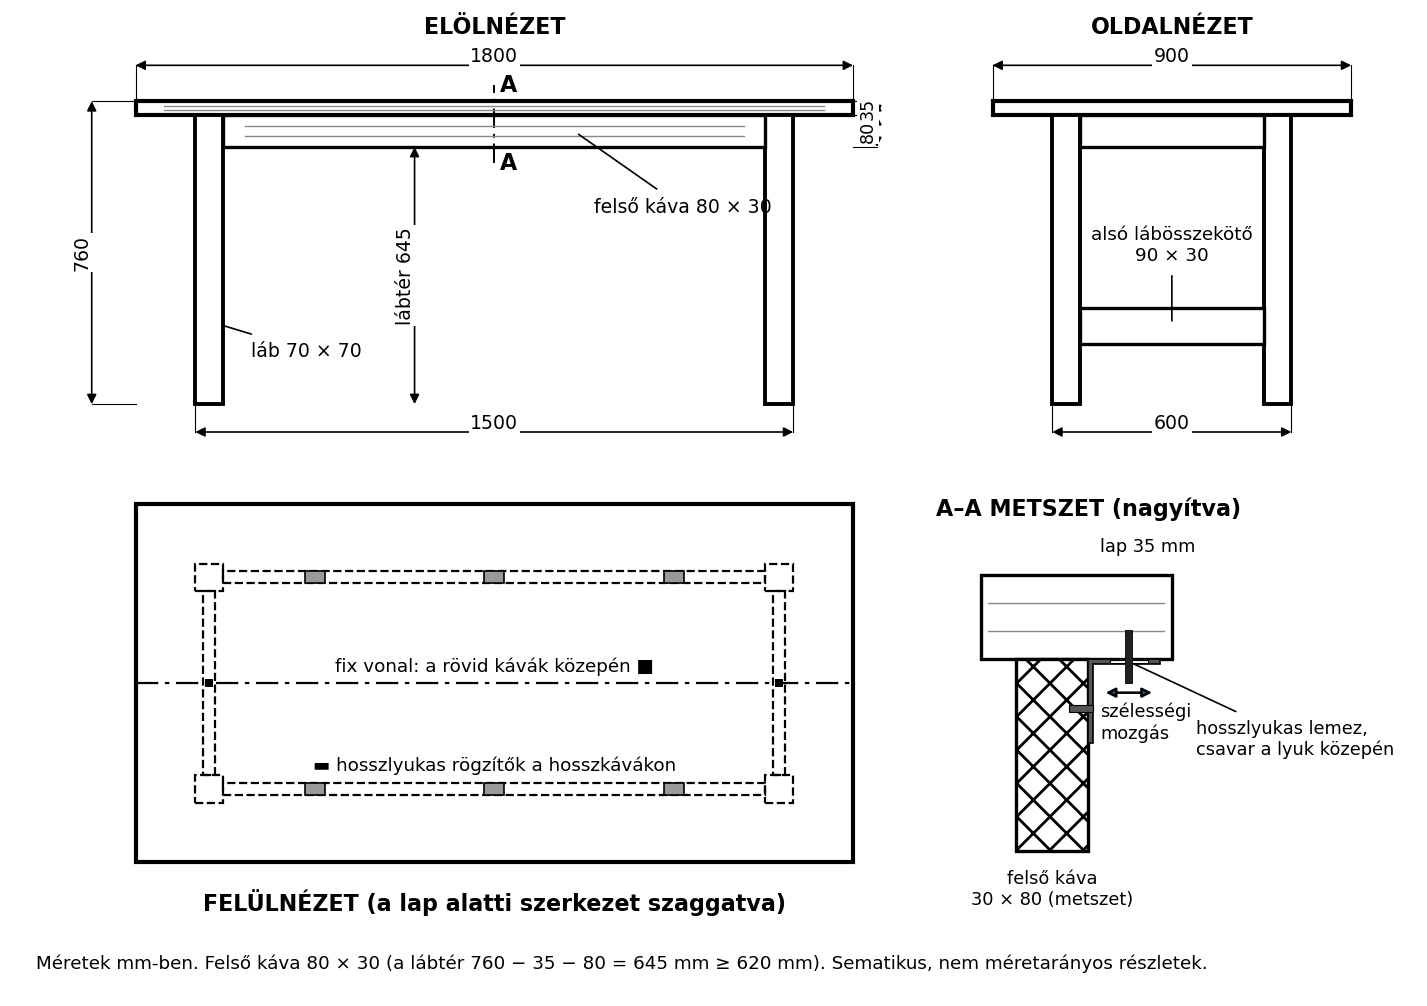 ELÖLNÉZET
OLDALNÉZET
1800
900
A
35
80
A
felső káva 80 × 30
760
lábtér 645
alsó lábösszekötő
90 × 30
láb 70 × 70
1500
600
A–A METSZET (nagyítva)
lap 35 mm
fix vonal: a rövid kávák közepén ■
szélességi
mozgás
hosszlyukas lemez,
csavar a lyuk közepén
▬ hosszlyukas rögzítők a hosszkávákon
felső káva
30 × 80 (metszet)
FELÜLNÉZET (a lap alatti szerkezet szaggatva)
Méretek mm-ben. Felső káva 80 × 30 (a lábtér 760 − 35 − 80 = 645 mm ≥ 620 mm). Sematikus, nem méretarányos részletek.